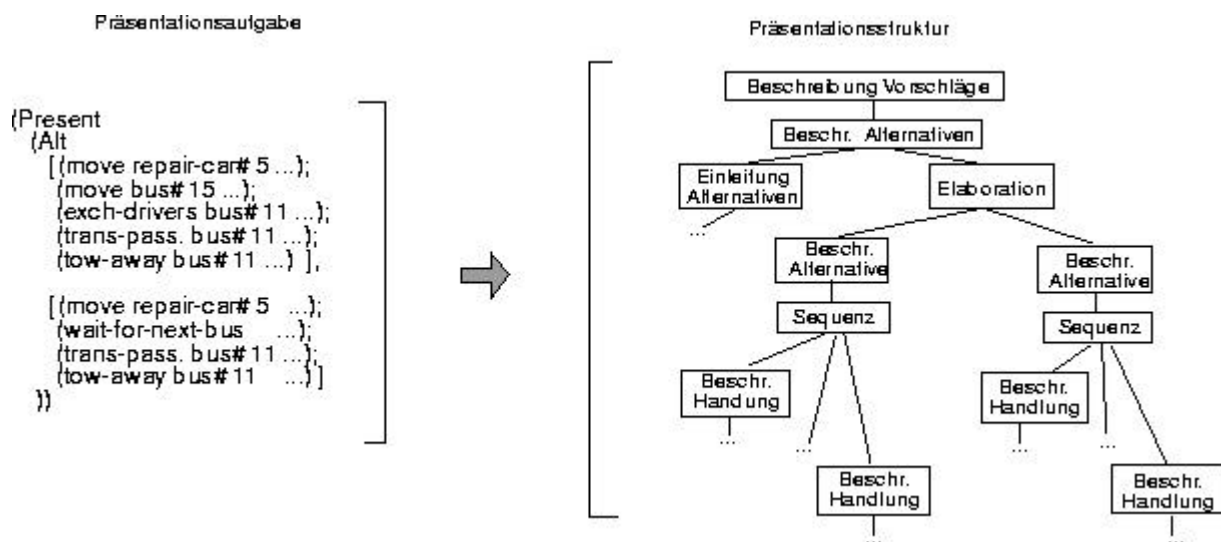 Präsentationsaufgabe
(Present
(Alt
[(move repair-car# 5 ...);
(move bus# 15 ...);
(exch-drivers bus# 11 ...);
(trans-pass. bus# 11 ...);
(tow-away bus# 11 ...) ],
[(move repair-car# 5 ...);
(wait-for-next-bus ...);
(trans-pass. bus# 11 ...);
(tow-away bus# 11 ...) ]
))
Präsentationsstruktur
Beschreibung Vorschläge
Beschr. Alternativen
Einleitung
Alternativen
Elaboration
...
Beschr.
Alternative
Beschr.
Alternative
Sequenz
Sequenz
Beschr.
Handung
Beschr.
Handlung
...
...
...
...
Beschr.
Handlung
Beschr.
Handlung
...
...